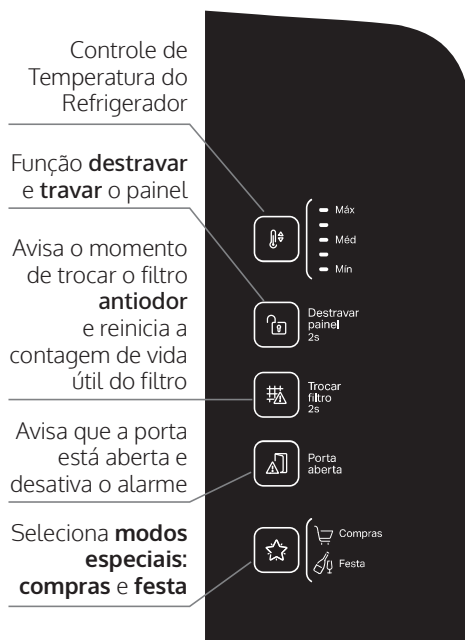 Controle de
Temperatura do
Refrigerador
Função destravar
e travar o painel
Avisa o momento
de trocar o filtro
antiodor
e reinicia a
contagem de vida
útil do filtro
Avisa que a porta
está aberta e
desativa o alarme
Seleciona modos
especiais:
compras e festa
Máx
Méd
Mín
Destravar
painel
2s
Trocar
filtro
2s
Porta
aberta
Compras
Festa